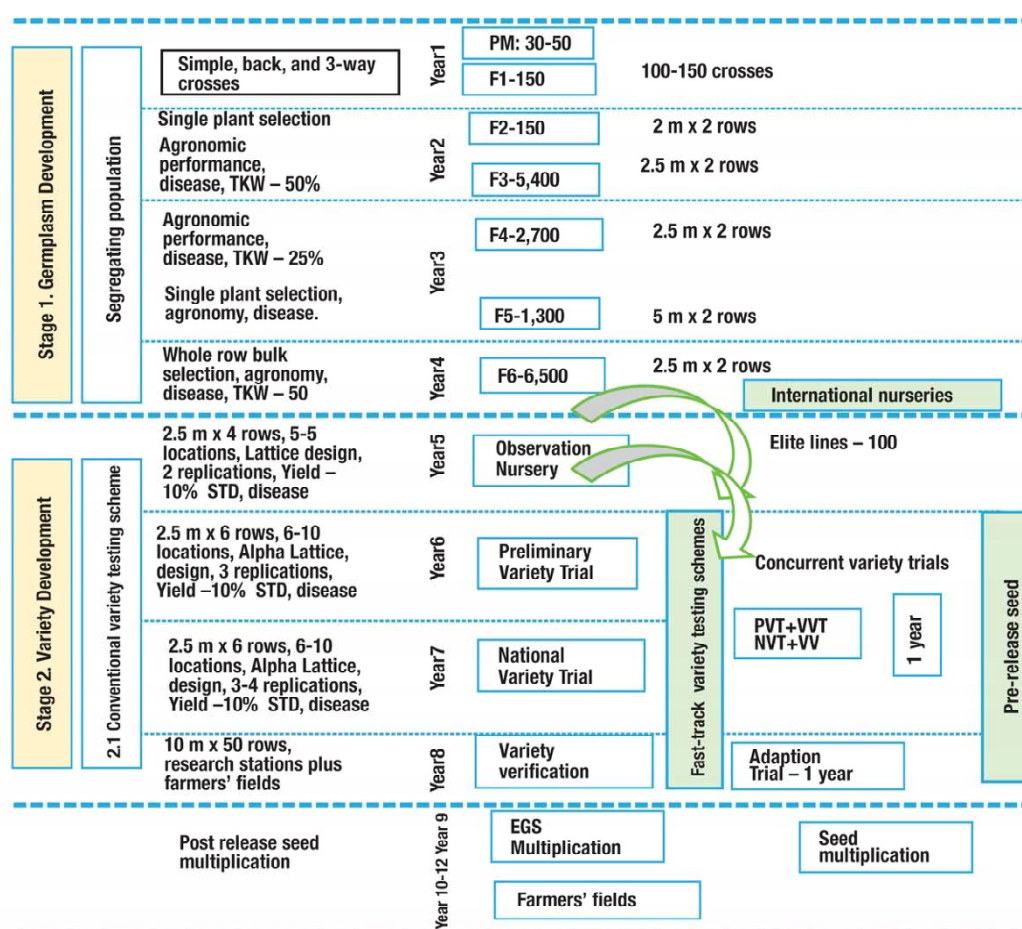 Stage 1. Germplasm Development
Segregating population
Simple, back, and 3-way
crosses
Year1
PM: 30-50
F1-150
100-150 crosses
Single plant selection
Agronomic
performance,
disease, TKW – 50%
Year2
F2-150
2 m x 2 rows
F3-5,400
2.5 m x 2 rows
Agronomic
performance,
disease, TKW – 25%
Single plant selection,
agronomy, disease.
Year3
F4-2,700
2.5 m x 2 rows
F5-1,300
5 m x 2 rows
Whole row bulk
selection, agronomy,
disease, TKW – 50
Year4
F6-6,500
2.5 m x 2 rows
International nurseries
Stage 2. Variety Development
2.1 Conventional variety testing scheme
2.5 m x 4 rows, 5-5
locations, Lattice design,
2 replications, Yield –
10% STD, disease
Year5
Observation
Nursery
Elite lines – 100
2.5 m x 6 rows, 6-10
locations, Alpha Lattice,
design, 3 replications,
Yield –10% STD, disease
Year6
Preliminary
Variety Trial
Fast-track variety testing schemes
Concurrent variety trials
PVT+VVT
NVT+VV
1 year
Pre-release seed
2.5 m x 6 rows, 6-10
locations, Alpha Lattice,
design, 3-4 replications,
Yield –10% STD, disease
Year7
National
Variety Trial
10 m x 50 rows,
research stations plus
farmers' fields
Year8
Variety
verification
Adaption
Trial – 1 year
Post release seed
multiplication
Year 9
EGS
Multiplication
Seed
multiplication
Year 10-12
Farmers' fields